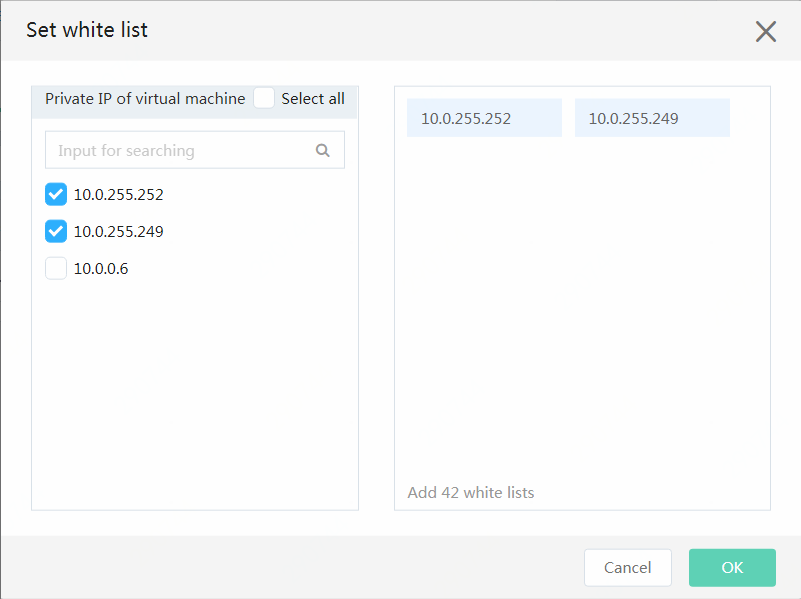 Set white list
Private IP of virtual machine Select all
Input for searching
10.0.255.252
10.0.255.249
10.0.0.6
10.0.255.252 10.0.255.249
Add 42 white lists
Cancel OK